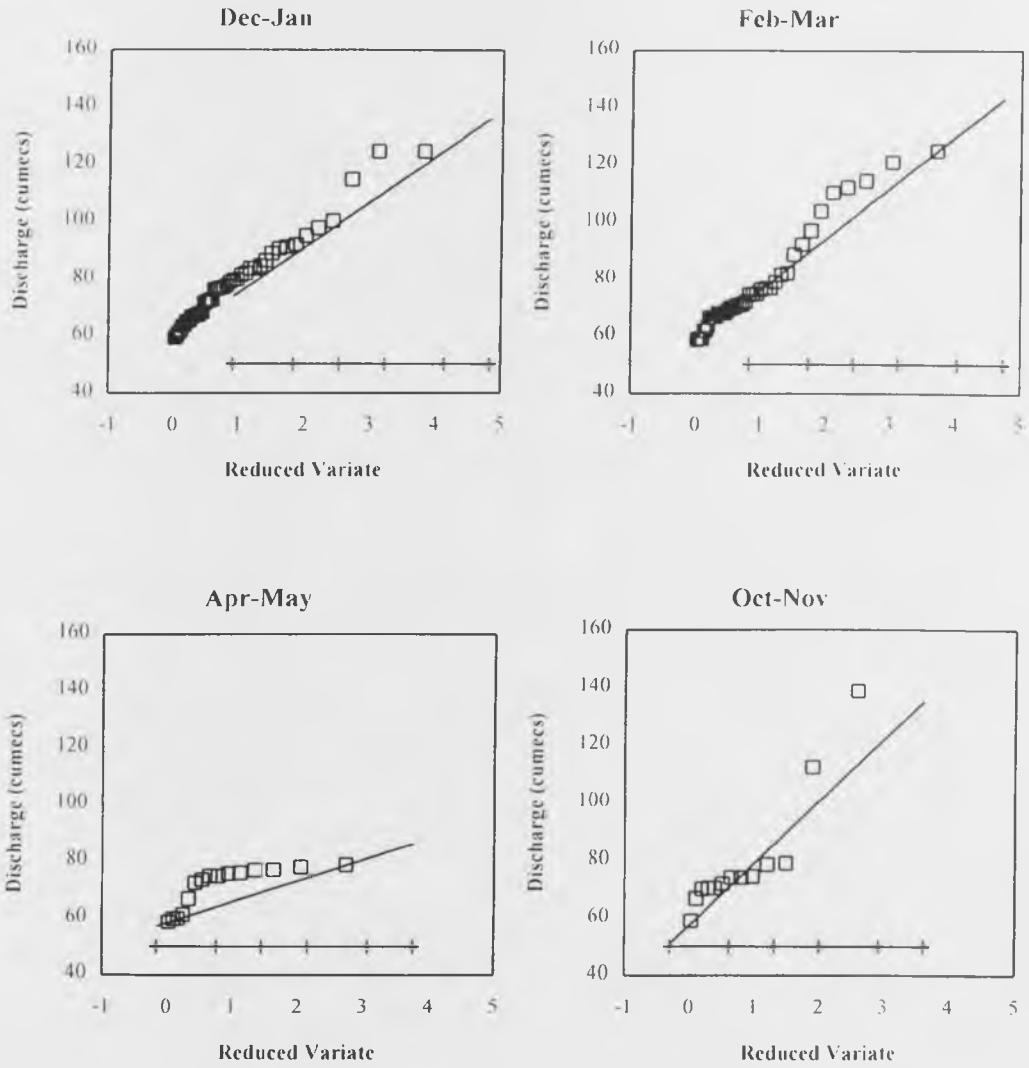 Dec-Jan
Discharge (cumecs)
160
140
120
100
80
60
40
-1 0 1 2 3 4 5
Reduced Variate
Feb-Mar
Discharge (cumecs)
160
140
120
100
80
60
40
-1 0 1 2 3 4 5
Reduced Variate
Apr-May
Discharge (cumecs)
160
140
120
100
80
60
40
-1 0 1 2 3 4 5
Reduced Variate
Oct-Nov
Discharge (cumecs)
160
140
120
100
80
60
40
-1 0 1 2 3 4 5
Reduced Variate